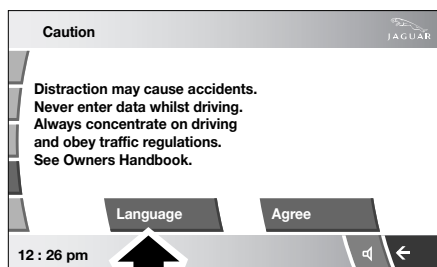 Caution
JAGUAR
Distraction may cause accidents.
Never enter data whilst driving.
Always concentrate on driving
and obey traffic regulations.
See Owners Handbook.
Language
Agree
12 : 26 pm